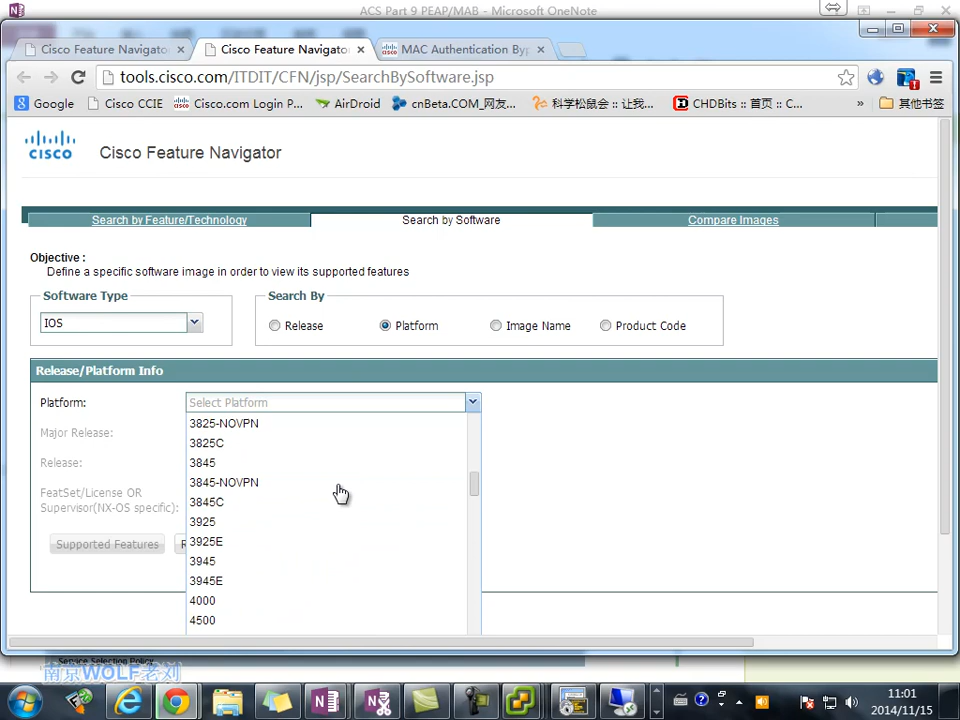 ACS Part 9 PEAP/MAB - Microsoft OneNote
Cisco Feature Navigato
Cisco Feature Navigato
MAC Authentication Byp
tools.cisco.com/ITDIT/CFN/jsp/SearchBySoftware.jsp
Google
Cisco CCIE
Cisco.com Login P...
AirDroid
cnBeta.COM_网友...
科学松鼠会 :: 让我...
CHDBits :: 首页 :: C...
»
其他书签
CISCO
Cisco Feature Navigator
Search by Feature/Technology
Search by Software
Compare Images
Objective :
Define a specific software image in order to view its supported features
Software Type
IOS
Search By
Release
Platform
Image Name
Product Code
Release/Platform Info
Platform:
Select Platform
3825-NOVPN
3825C
3845
3845-NOVPN
3845C
3925
3925E
3945
3945E
4000
4500
Major Release:
Release:
FeatSet/License OR
Supervisor(NX-OS specific):
Supported Features
R
Service Selection Policy
南京WOLF老刘
11:01
2014/11/15